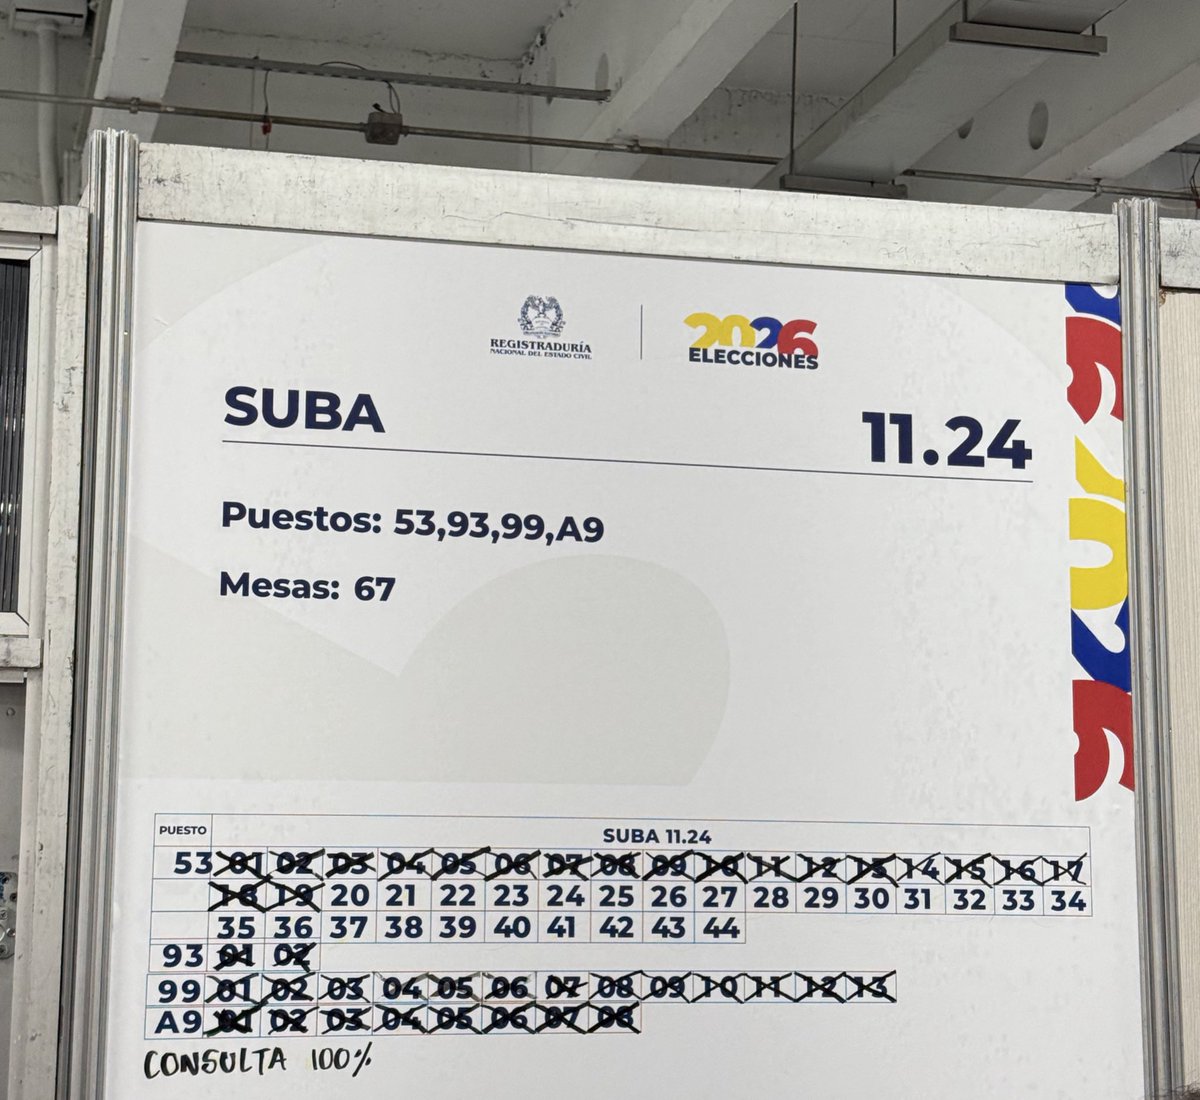 REGISTRADURÍA
NACIONAL DEL ESTADO CIVIL
2026
ELECCIONES
SUBA
11.24
Puestos: 53,93,99,A9
Mesas: 67
PUESTO SUBA 11.24
53 01 02 03 04 05 06 07 08 09 10 11 12 13 14 15 16 17
18 19 20 21 22 23 24 25 26 27 28 29 30 31 32 33 34
35 36 37 38 39 40 41 42 43 44
93 01 02
99 01 02 03 04 05 06 07 08 09 10 11 12 13
A9 01 02 03 04 05 06 07 08
CONSULTA 100%